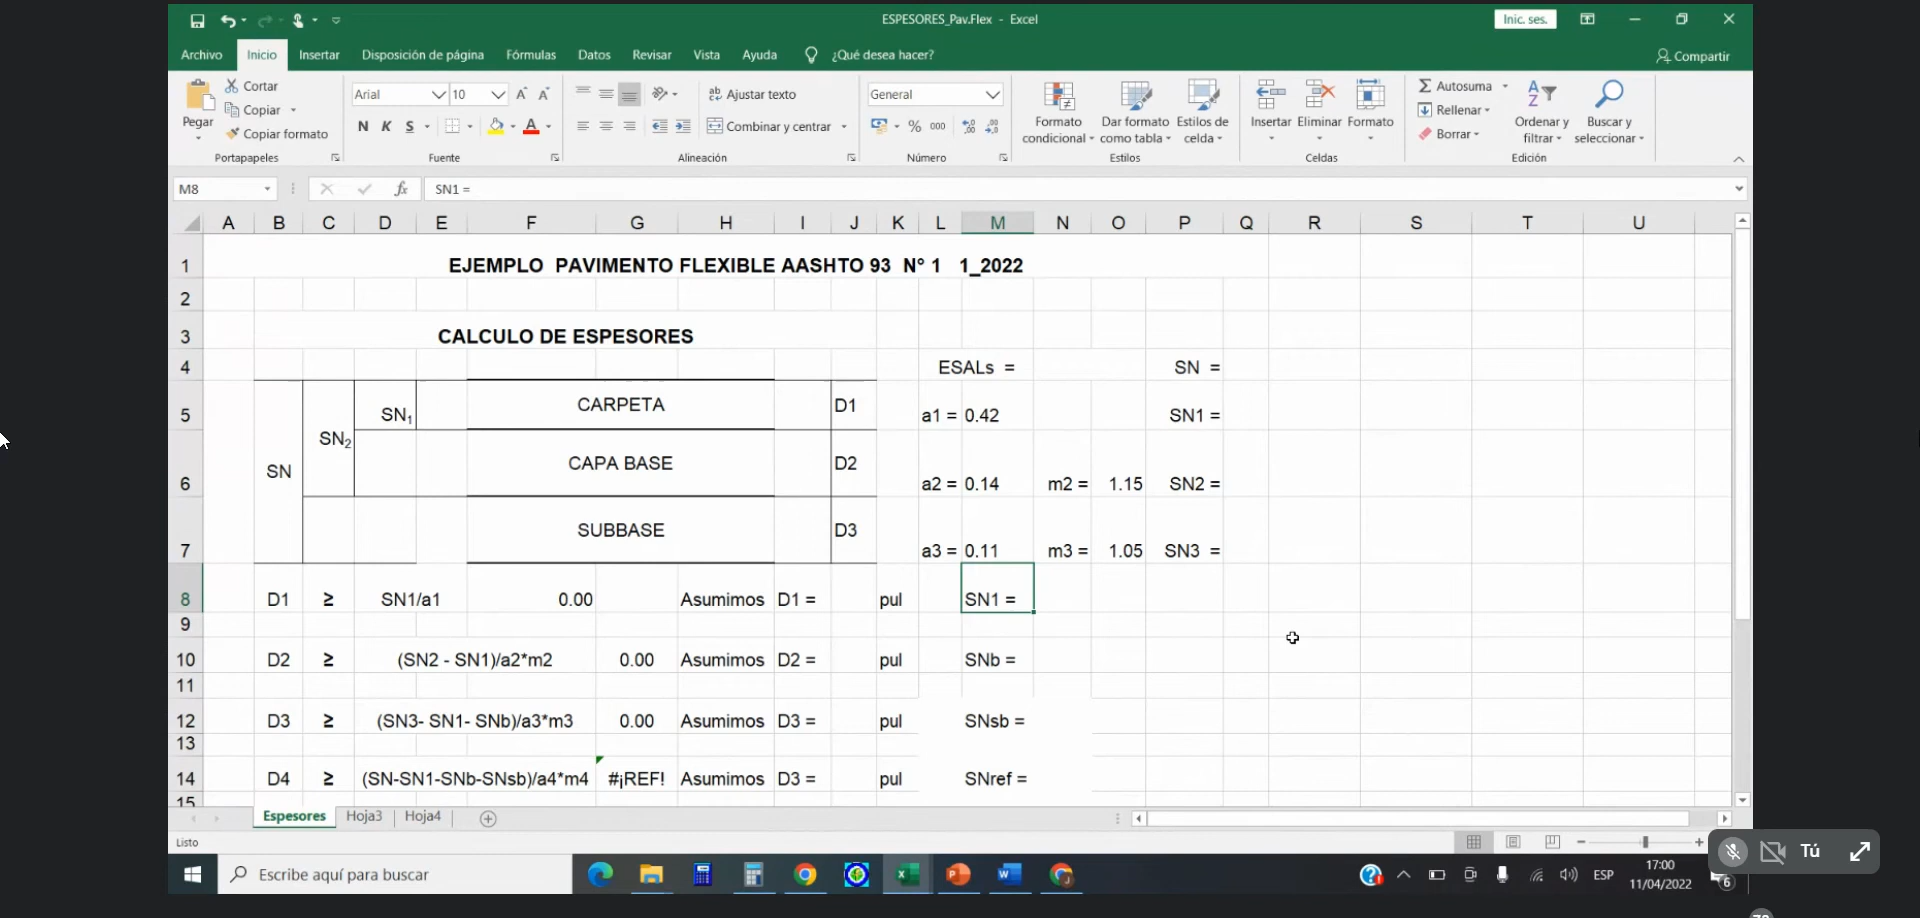 ESPESORES_Pav.Flex - Excel
Inic. ses.
Archivo Inicio Insertar Disposición de página Fórmulas Datos Revisar Vista Ayuda ¿Qué desea hacer? Compartir
Pegar
Cortar
Copiar
Copiar formato
Arial 10
N K S
Ajustar texto
Combinar y centrar
General
% 000
Formato condicional
Dar formato como tabla
Estilos de celda
Insertar Eliminar Formato
Autosuma
Rellenar
Borrar
Ordenar y filtrar
Buscar y seleccionar
Portapapeles Fuente Alineación Número Estilos Celdas Edición
M8 fx SN1 =
A B C D E F G H I J K L M N O P Q R S T U
1 EJEMPLO PAVIMENTO FLEXIBLE AASHTO 93 N° 1 1_2022
2
3 CALCULO DE ESPESORES
4 ESALs = SN =
5 SN1 CARPETA D1 a1 = 0.42 SN1 =
SN2
6 SN CAPA BASE D2 a2 = 0.14 m2 = 1.15 SN2 =
7 SUBBASE D3 a3 = 0.11 m3 = 1.05 SN3 =
8 D1 ≥ SN1/a1 0.00 Asumimos D1 = pul SN1 =
9
10 D2 ≥ (SN2 - SN1)/a2*m2 0.00 Asumimos D2 = pul SNb =
11
12 D3 ≥ (SN3- SN1- SNb)/a3*m3 0.00 Asumimos D3 = pul SNsb =
13
14 D4 ≥ (SN-SN1-SNb-SNsb)/a4*m4 #¡REF! Asumimos D3 = pul SNref =
15
Espesores Hoja3 Hoja4
Listo
Tú
Escribe aquí para buscar
ESP
17:00
11/04/2022
6